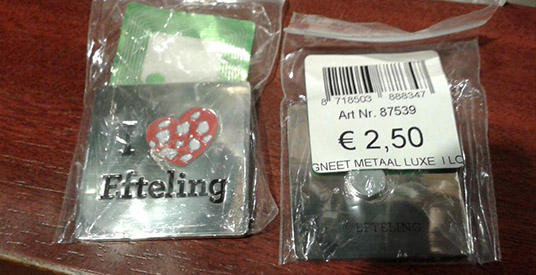 I
Efteling
8 718503 888347
Art Nr. 87539
€ 2,50
GNEET METAAL LUXE I LO
EFTELING